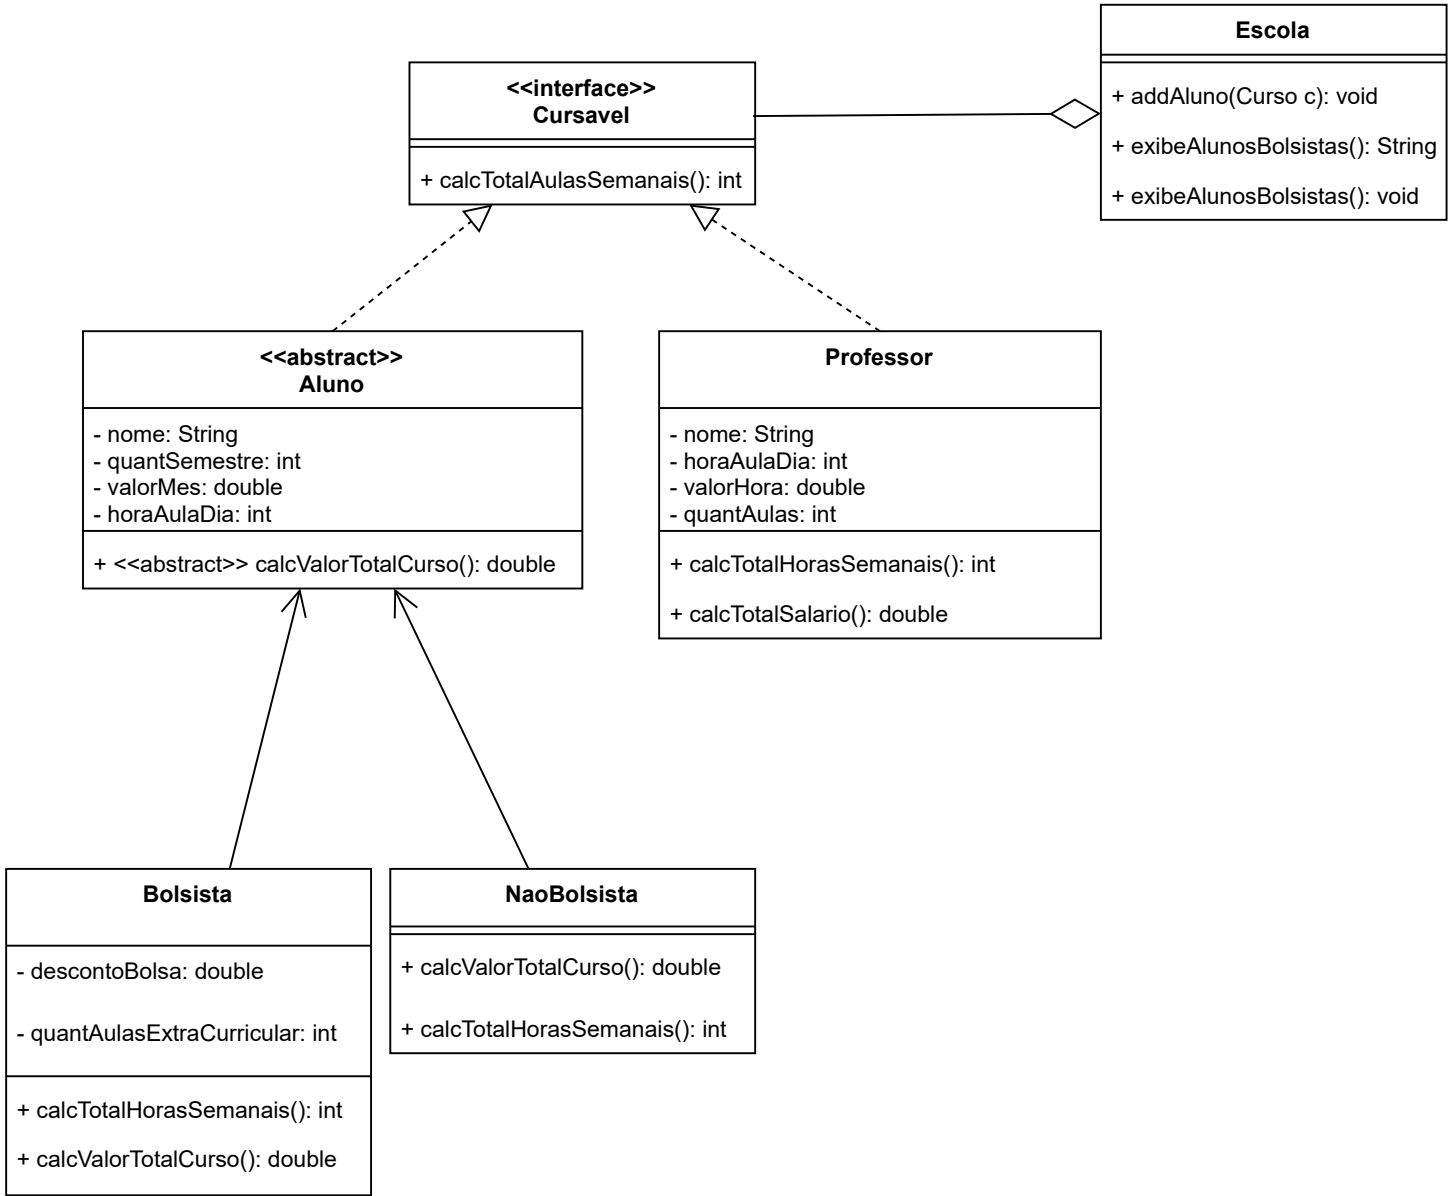 Escola
+ addAluno(Curso c): void
+ exibeAlunosBolsistas(): String
+ exibeAlunosBolsistas(): void
<<interface>>
Cursavel
+ calcTotalAulasSemanais(): int
<<abstract>>
Aluno
- nome: String
- quantSemestre: int
- valorMes: double
- horaAulaDia: int
+ <<abstract>> calcValorTotalCurso(): double
Professor
- nome: String
- horaAulaDia: int
- valorHora: double
- quantAulas: int
+ calcTotalHorasSemanais(): int
+ calcTotalSalario(): double
Bolsista
- descontoBolsa: double
- quantAulasExtraCurricular: int
+ calcTotalHorasSemanais(): int
+ calcValorTotalCurso(): double
NaoBolsista
+ calcValorTotalCurso(): double
+ calcTotalHorasSemanais(): int